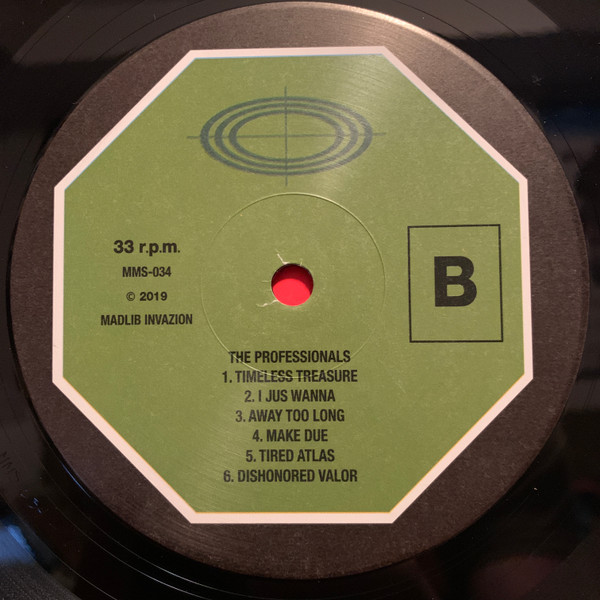 33 r.p.m.
MMS-034
© 2019
MADLIB INVAZION
B
THE PROFESSIONALS
1. TIMELESS TREASURE
2. I JUS WANNA
3. AWAY TOO LONG
4. MAKE DUE
5. TIRED ATLAS
6. DISHONORED VALOR